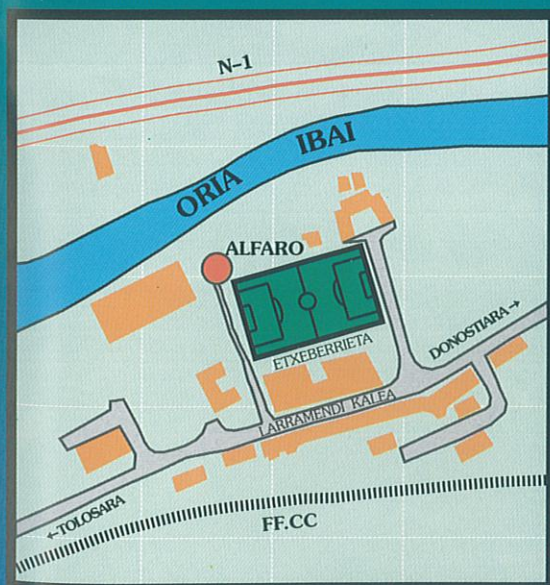 N-1
ORIA IBAI
ALFARO
ETXEBERRIETA
DONOSTIARA →
LARRAMENDI KALEA
← TOLOSARA
FF.CC